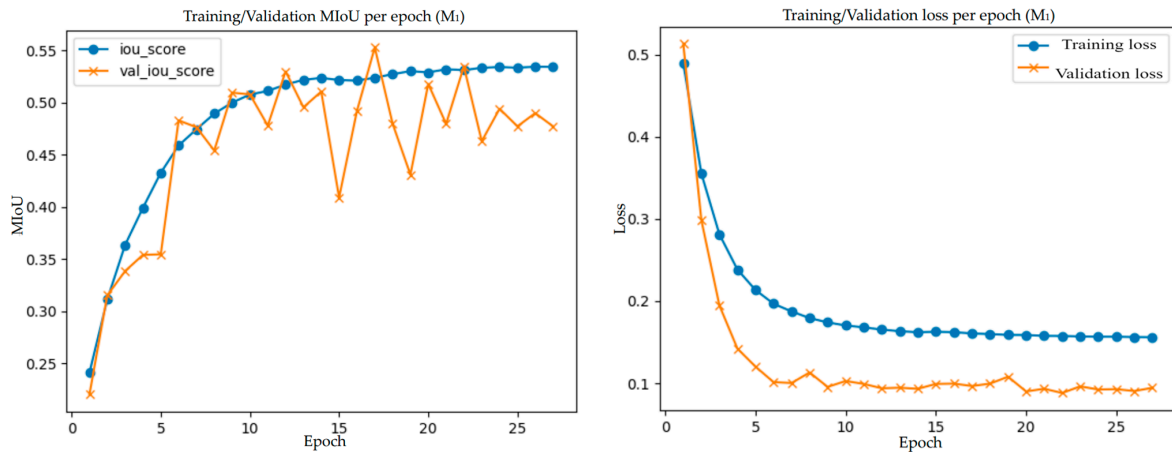 Training/Validation MIoU per epoch (M₁)
iou_score
val_iou_score
MIoU
0.55
0.50
0.45
0.40
0.35
0.30
0.25
0
5
10
15
20
25
Epoch
Training/Validation loss per epoch (M₁)
Training loss
Validation loss
Loss
0.5
0.4
0.3
0.2
0.1
0
5
10
15
20
25
Epoch